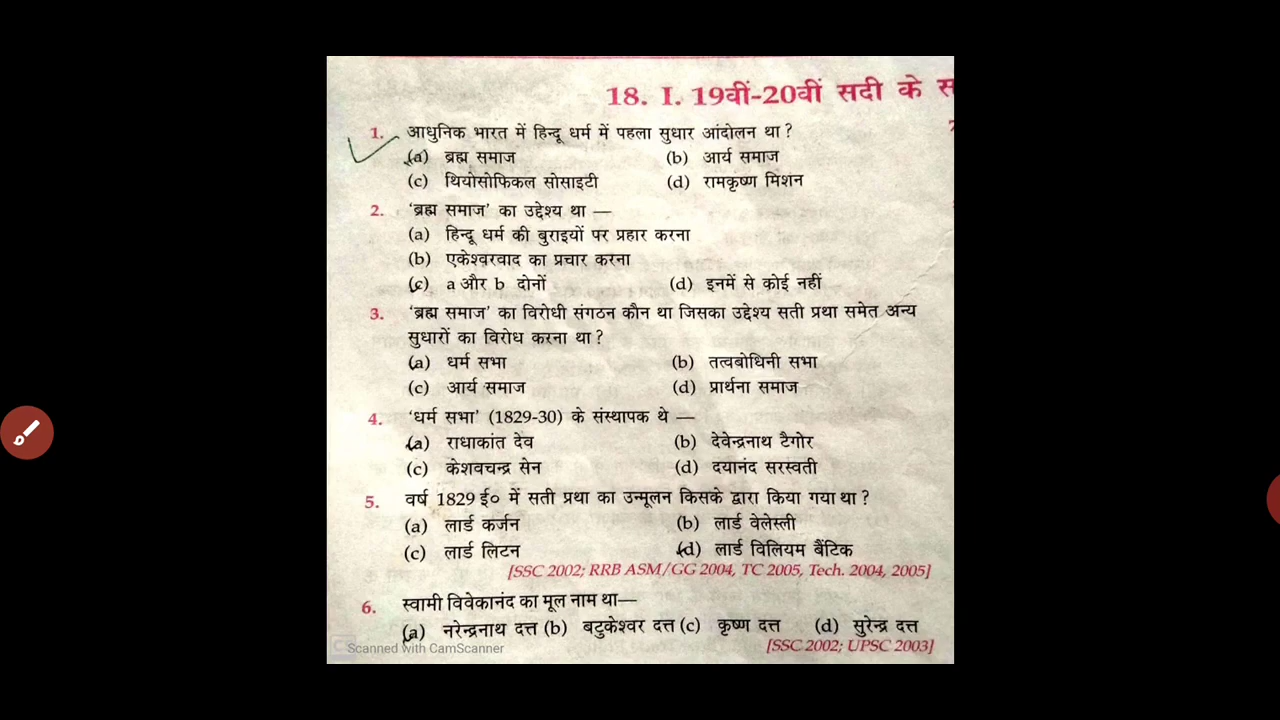 18. I. 19वीं-20वीं सदी के स
1. आधुनिक भारत में हिन्दू धर्म में पहला सुधार आंदोलन था ?
(a) ब्रह्म समाज (b) आर्य समाज
(c) थियोसोफिकल सोसाइटी (d) रामकृष्ण मिशन
2. ‘ब्रह्म समाज’ का उद्देश्य था —
(a) हिन्दू धर्म की बुराइयों पर प्रहार करना
(b) एकेश्वरवाद का प्रचार करना
(c) a और b दोनों (d) इनमें से कोई नहीं
3. ‘ब्रह्म समाज’ का विरोधी संगठन कौन था जिसका उद्देश्य सती प्रथा समेत अन्य
सुधारों का विरोध करना था ?
(a) धर्म सभा (b) तत्वबोधिनी सभा
(c) आर्य समाज (d) प्रार्थना समाज
4. ‘धर्म सभा’ (1829-30) के संस्थापक थे —
(a) राधाकांत देव (b) देवेन्द्रनाथ टैगोर
(c) केशवचन्द्र सेन (d) दयानंद सरस्वती
5. वर्ष 1829 ई० में सती प्रथा का उन्मूलन किसके द्वारा किया गया था ?
(a) लार्ड कर्जन (b) लार्ड वेलेस्ली
(c) लार्ड लिटन (d) लार्ड विलियम बैंटिक
[SSC 2002; RRB ASM/GG 2004, TC 2005, Tech. 2004, 2005]
6. स्वामी विवेकानंद का मूल नाम था—
(a) नरेन्द्रनाथ दत्त (b) बटुकेश्वर दत्त (c) कृष्ण दत्त (d) सुरेन्द्र दत्त
[SSC 2002; UPSC 2003]
Scanned with CamScanner